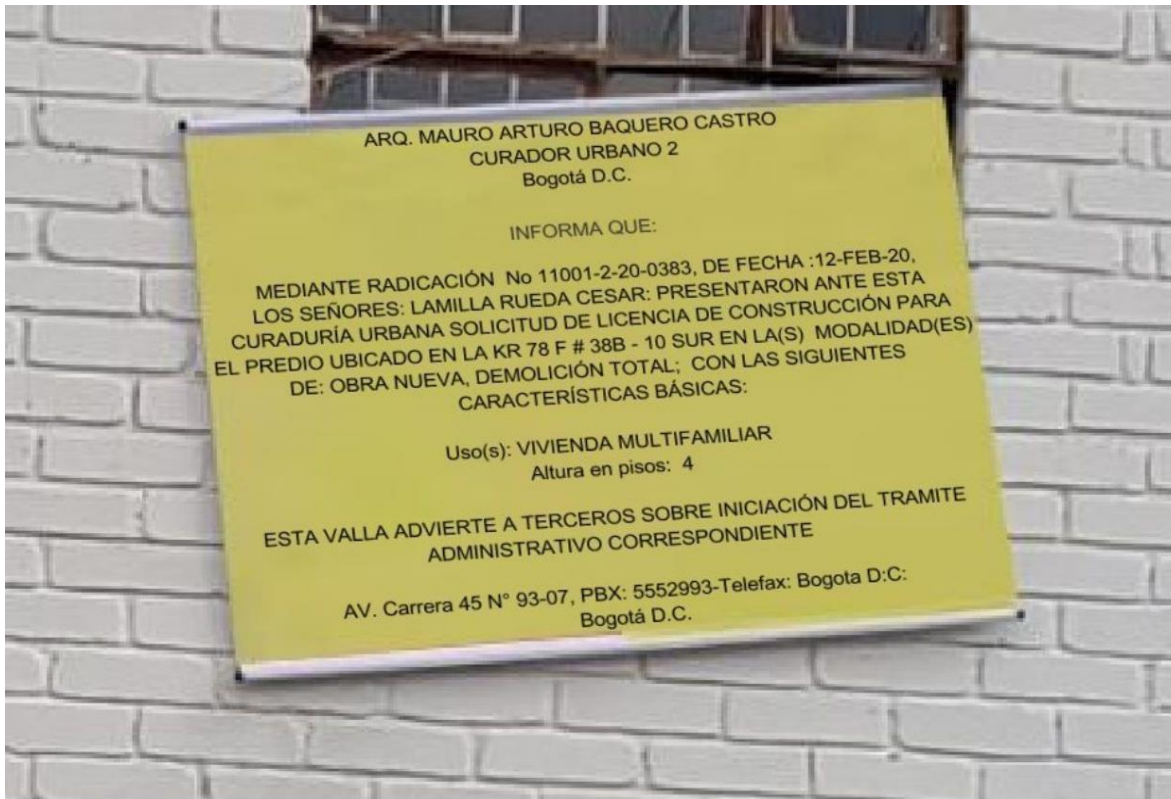 ARQ. MAURO ARTURO BAQUERO CASTRO
CURADOR URBANO 2
Bogotá D.C.
INFORMA QUE:
MEDIANTE RADICACIÓN No 11001-2-20-0383, DE FECHA :12-FEB-20,
LOS SEÑORES: LAMILLA RUEDA CESAR: PRESENTARON ANTE ESTA
CURADURÍA URBANA SOLICITUD DE LICENCIA DE CONSTRUCCIÓN PARA
EL PREDIO UBICADO EN LA KR 78 F # 38B - 10 SUR EN LA(S) MODALIDAD(ES)
DE: OBRA NUEVA, DEMOLICIÓN TOTAL; CON LAS SIGUIENTES
CARACTERÍSTICAS BÁSICAS:
Uso(s): VIVIENDA MULTIFAMILIAR
Altura en pisos: 4
ESTA VALLA ADVIERTE A TERCEROS SOBRE INICIACIÓN DEL TRAMITE
ADMINISTRATIVO CORRESPONDIENTE
AV. Carrera 45 N° 93-07, PBX: 5552993-Telefax: Bogota D:C:
Bogotá D.C.